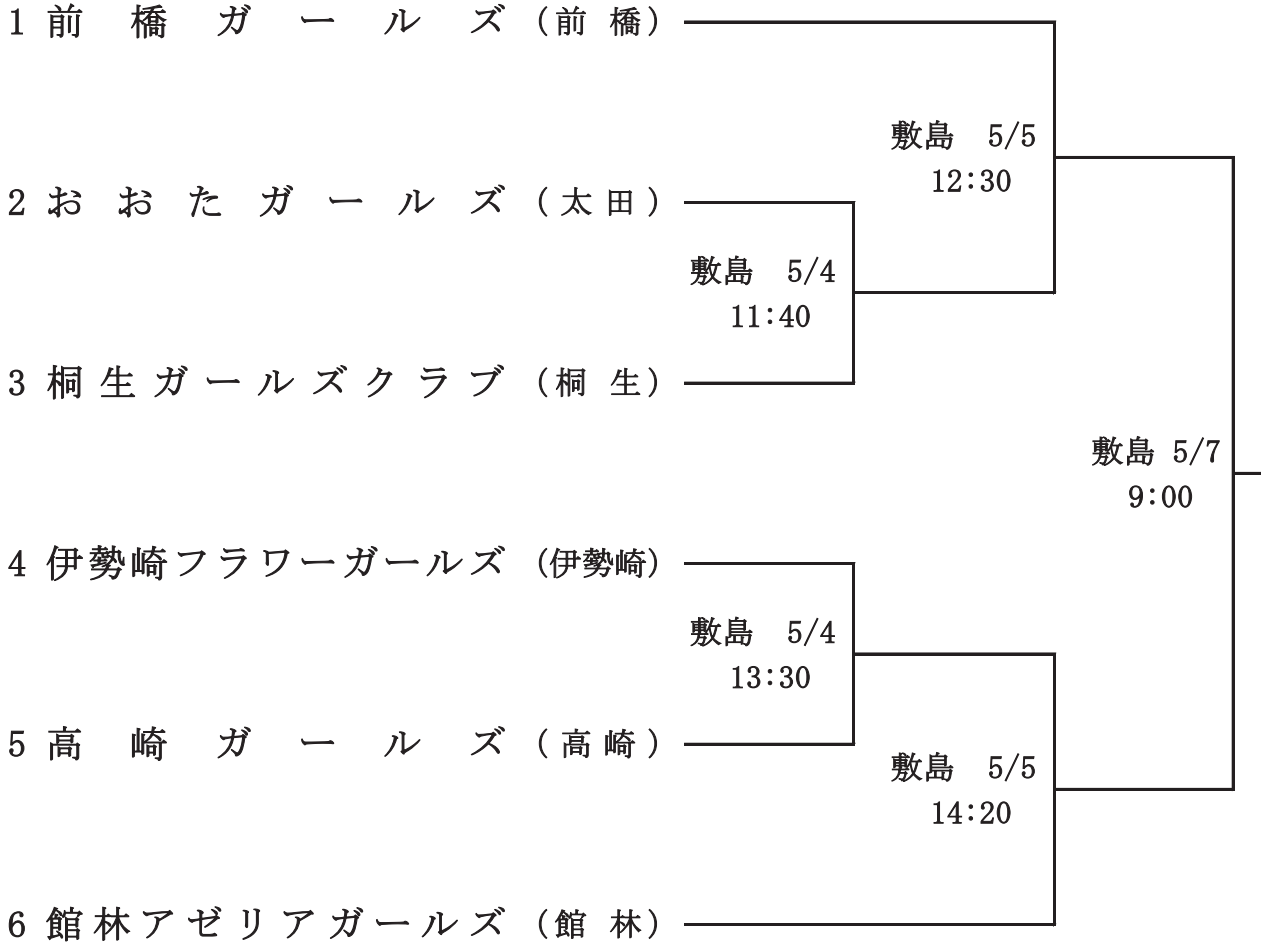 1 前橋ガールズ (前橋)
敷島 5/5
12:30
2 おおたガールズ (太田)
敷島 5/4
11:40
3 桐生ガールズクラブ (桐生)
敷島 5/7
9:00
4 伊勢崎フラワーガールズ (伊勢崎)
敷島 5/4
13:30
5 高崎ガールズ (高崎)
敷島 5/5
14:20
6 館林アゼリアガールズ (館林)